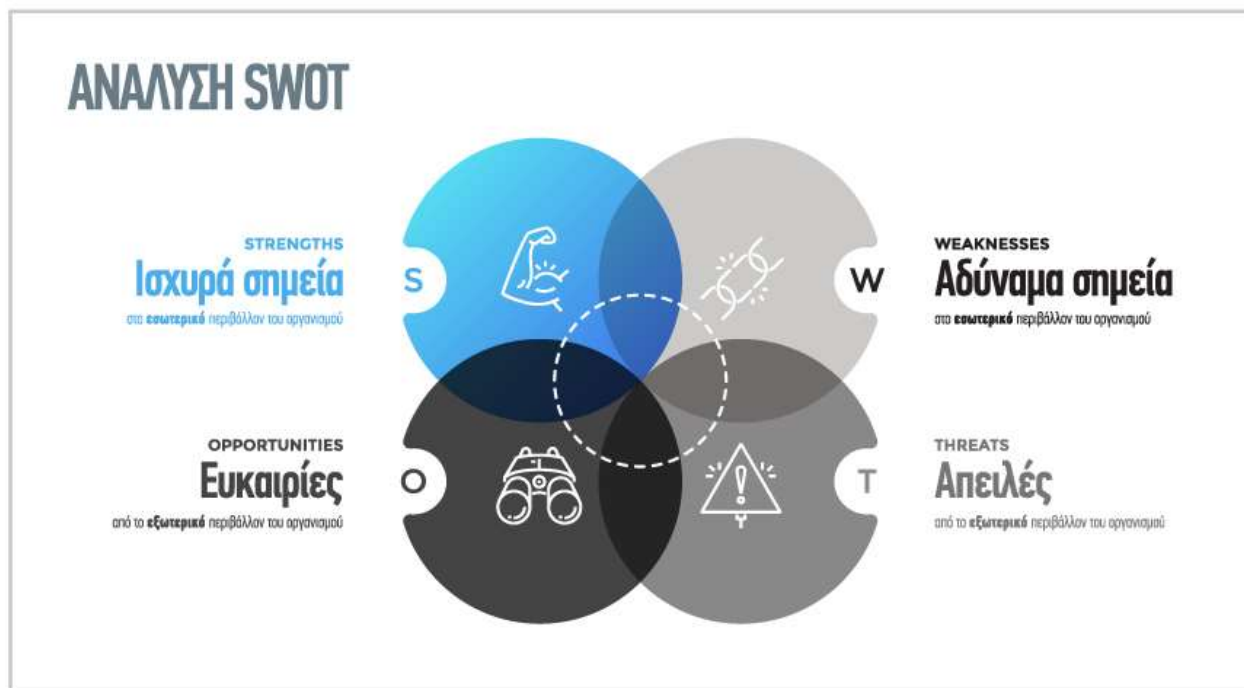 ΑΝΑΛΥΣΗ SWOT
STRENGTHS
Ισχυρά σημεία
στο εσωτερικό περιβάλλον του οργανισμού
S
W
WEAKNESSES
Αδύναμα σημεία
στο εσωτερικό περιβάλλον του οργανισμού
OPPORTUNITIES
Ευκαιρίες
από το εξωτερικό περιβάλλον του οργανισμού
O
T
THREATS
Απειλές
από το εξωτερικό περιβάλλον του οργανισμού